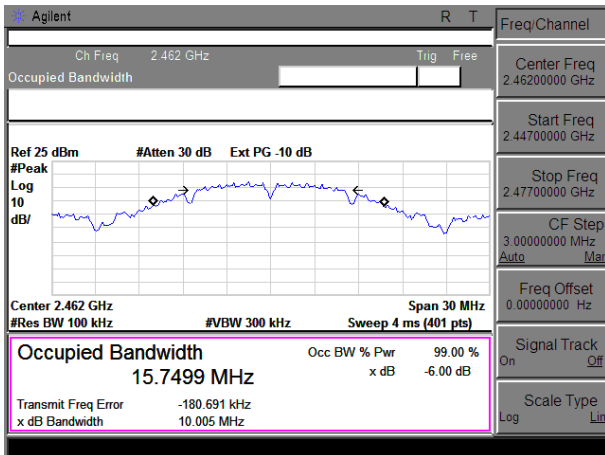 Agilent R T
Ch Freq 2.462 GHz Trig Free
Occupied Bandwidth
Ref 25 dBm #Atten 30 dB Ext PG -10 dB
#Peak
Log
10
dB/
Center 2.462 GHz Span 30 MHz
#Res BW 100 kHz #VBW 300 kHz Sweep 4 ms (401 pts)
Occupied Bandwidth Occ BW % Pwr 99.00 %
15.7499 MHz x dB -6.00 dB
Transmit Freq Error -180.691 kHz
x dB Bandwidth 10.005 MHz
Freq/Channel
Center Freq
2.46200000 GHz
Start Freq
2.44700000 GHz
Stop Freq
2.47700000 GHz
CF Step
3.00000000 MHz
Auto Man
Freq Offset
0.00000000 Hz
Signal Track
On Off
Scale Type
Log Lin